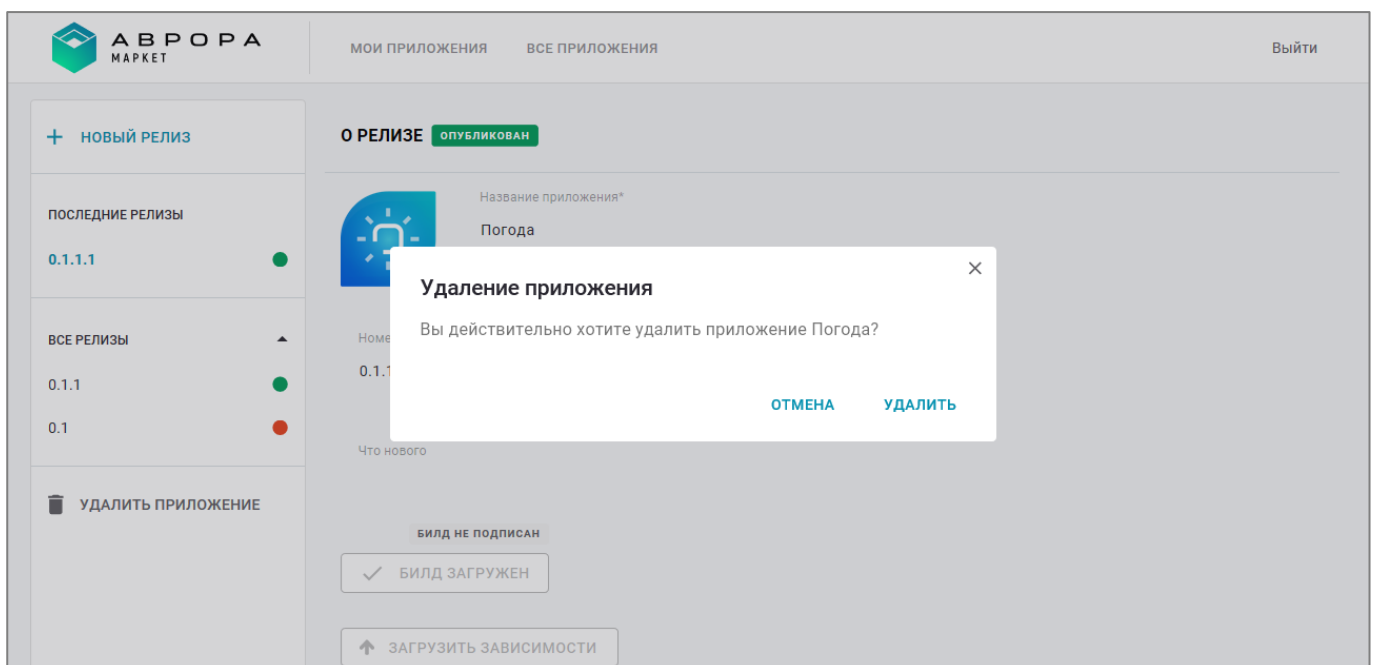 АВРОРА
МАРКЕТ
МОИ ПРИЛОЖЕНИЯ
ВСЕ ПРИЛОЖЕНИЯ
Выйти
НОВЫЙ РЕЛИЗ
ПОСЛЕДНИЕ РЕЛИЗЫ
0.1.1.1
ВСЕ РЕЛИЗЫ
0.1.1
0.1
УДАЛИТЬ ПРИЛОЖЕНИЕ
О РЕЛИЗЕ ОПУБЛИКОВАН
Название приложения*
Погода
Удаление приложения
Вы действительно хотите удалить приложение Погода?
ОТМЕНА
УДАЛИТЬ
Что нового
БИЛД НЕ ПОДПИСАН
БИЛД ЗАГРУЖЕН
ЗАГРУЗИТЬ ЗАВИСИМОСТИ